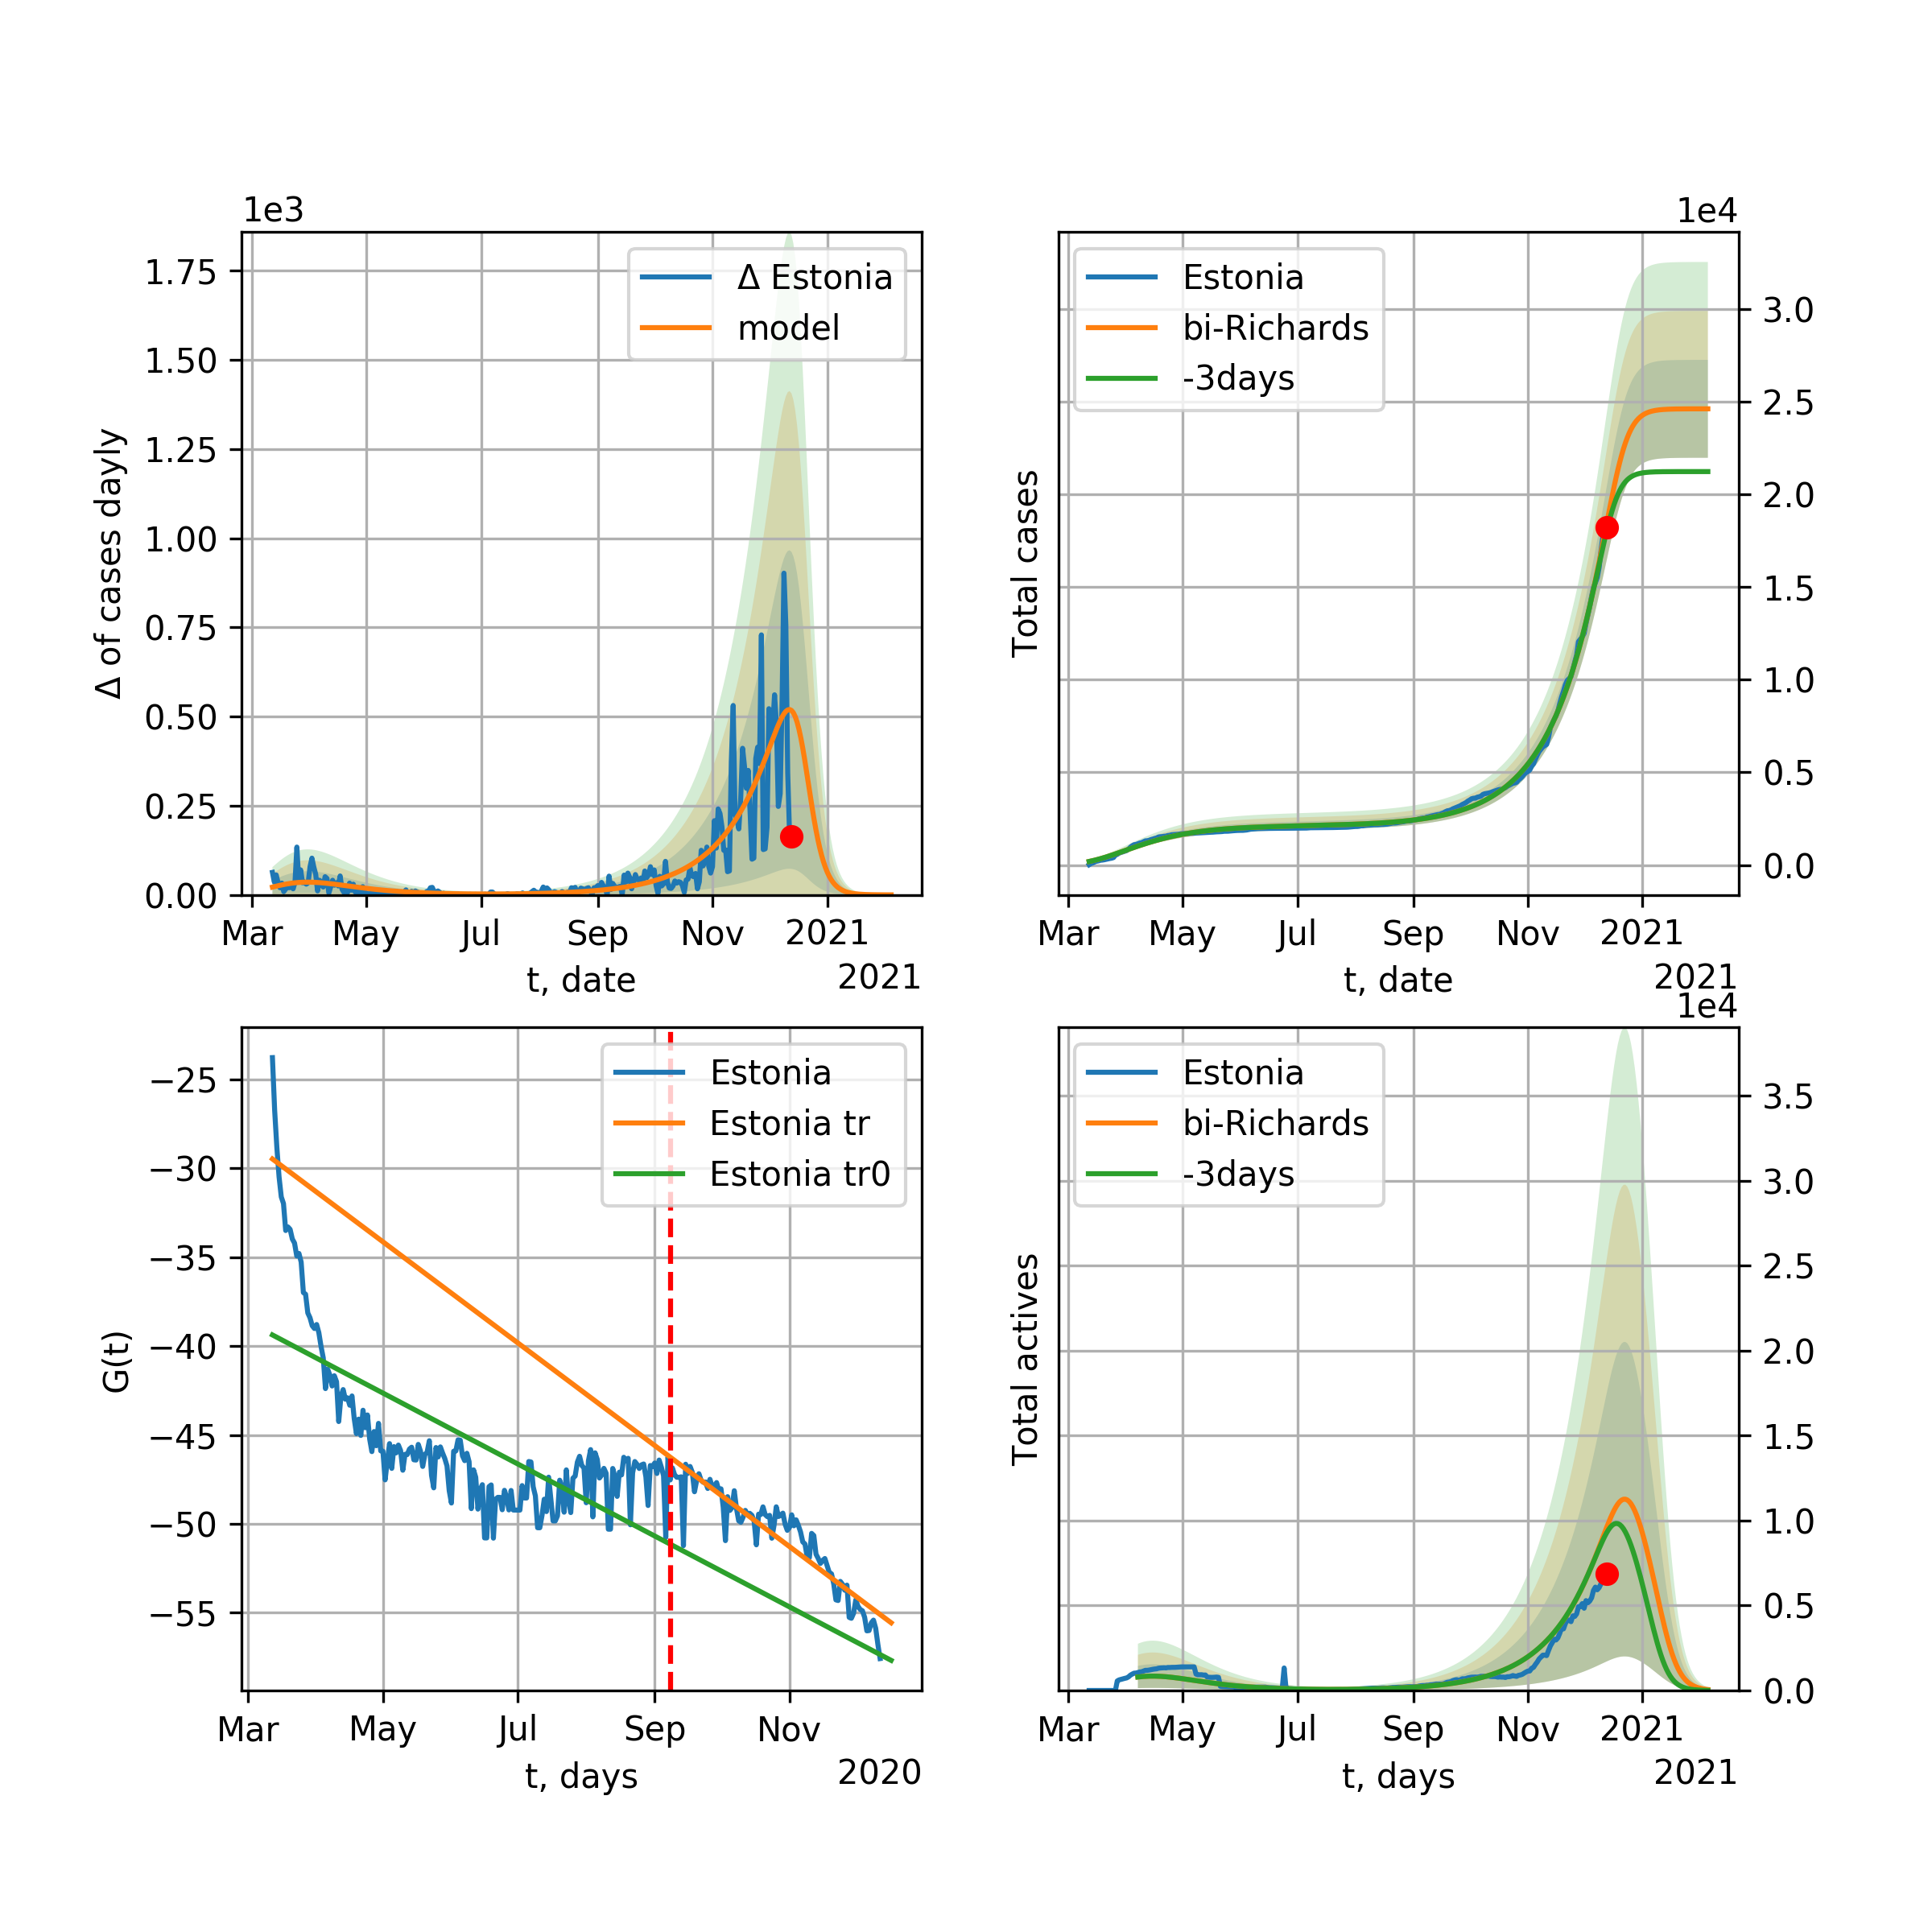 1e3
1.75
1.50
1.25
1.00
0.75
0.50
0.25
0.00
Δ of cases dayly
Δ Estonia
model
Mar May Jul Sep Nov 2021
t, date
2021
1e4
Total cases
Estonia
bi-Richards
-3days
3.0
2.5
2.0
1.5
1.0
0.5
0.0
Mar May Jul Sep Nov 2021
t, date
2021
−25
−30
−35
−40
−45
−50
−55
G(t)
Estonia
Estonia tr
Estonia tr0
Mar May Jul Sep Nov
t, days
2020
1e4
Total actives
Estonia
bi-Richards
-3days
3.5
3.0
2.5
2.0
1.5
1.0
0.5
0.0
Mar May Jul Sep Nov 2021
t, days
2021